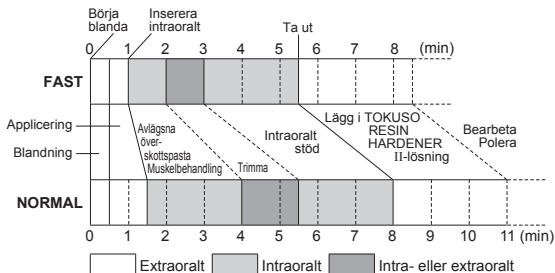 Börja
blanda
Inserera
intraoralt
Ta ut
0 1 2 3 4 5 6 7 8 (min)
FAST
Applicering
Blandning
Avlägsna
över-
skottspasta
Muskelbehandling
Trimma
Intraoralt
stöd
Lägg i TOKUSO
RESIN
HARDENER
II-lösning
Bearbeta
Polera
NORMAL
0 1 2 3 4 5 6 7 8 9 10 11 (min)
Extraoralt Intraoralt Intra- eller extraoralt